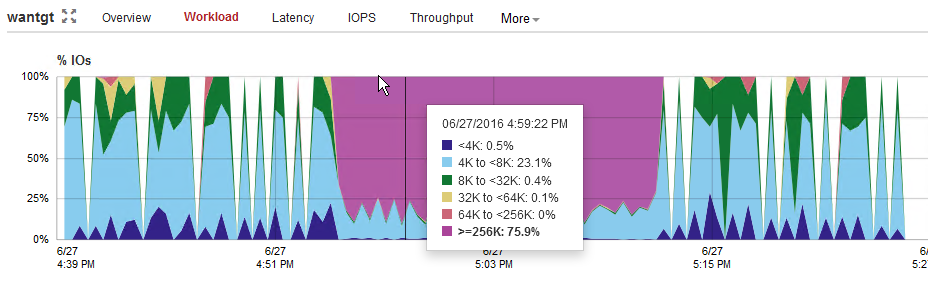 wantgt Overview Workload Latency IOPS Throughput More
% IOs
100%
75%
50%
25%
0%
06/27/2016 4:59:22 PM
<4K: 0.5%
4K to <8K: 23.1%
8K to <32K: 0.4%
32K to <64K: 0.1%
64K to <256K: 0%
>=256K: 75.9%
6/27 6/27 6/27 6/27 6/
4:39 PM 4:51 PM 5:03 PM 5:15 PM 5:2